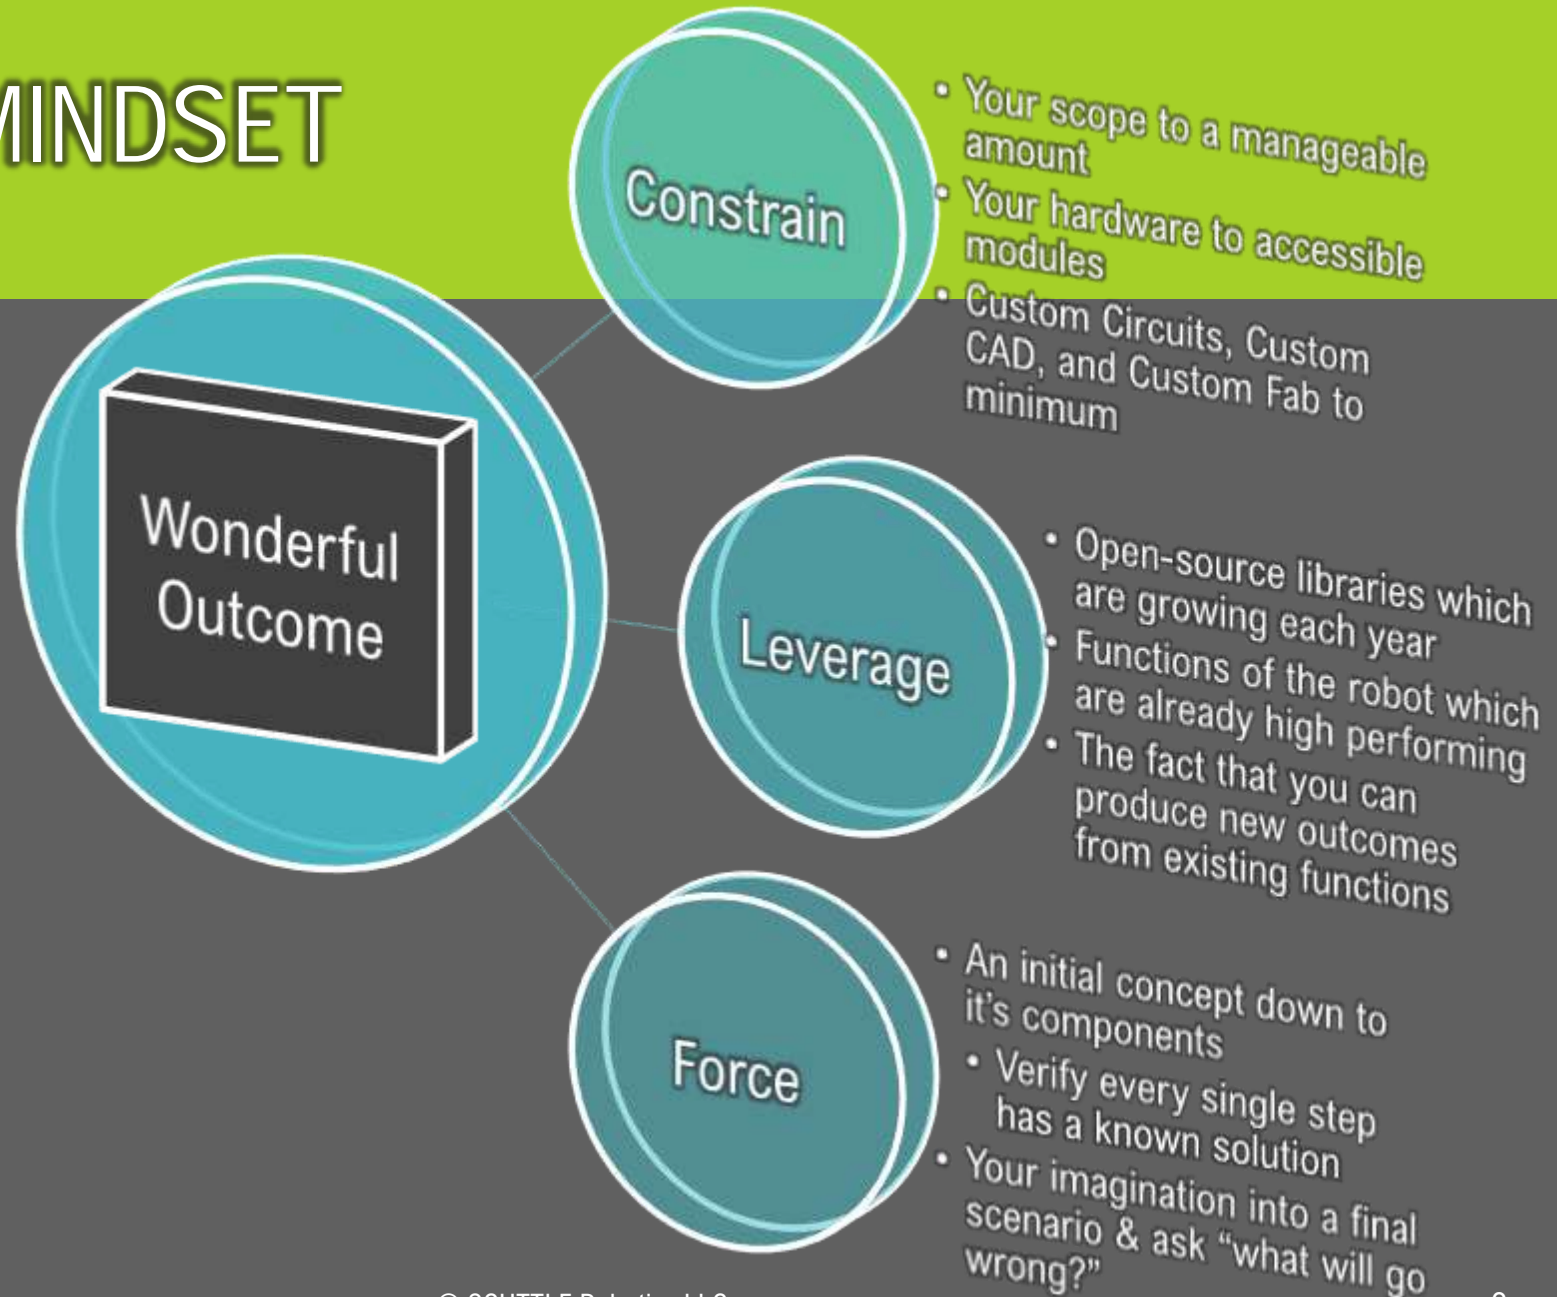 MINDSET
Constrain
• Your scope to a manageable
amount
• Your hardware to accessible
modules
• Custom Circuits, Custom
CAD, and Custom Fab to
minimum
Wonderful
Outcome
Leverage
• Open-source libraries which
are growing each year
• Functions of the robot which
are already high performing
• The fact that you can
produce new outcomes
from existing functions
Force
• An initial concept down to
it's components
• Verify every single step
has a known solution
• Your imagination into a final
scenario & ask “what will go
wrong?”